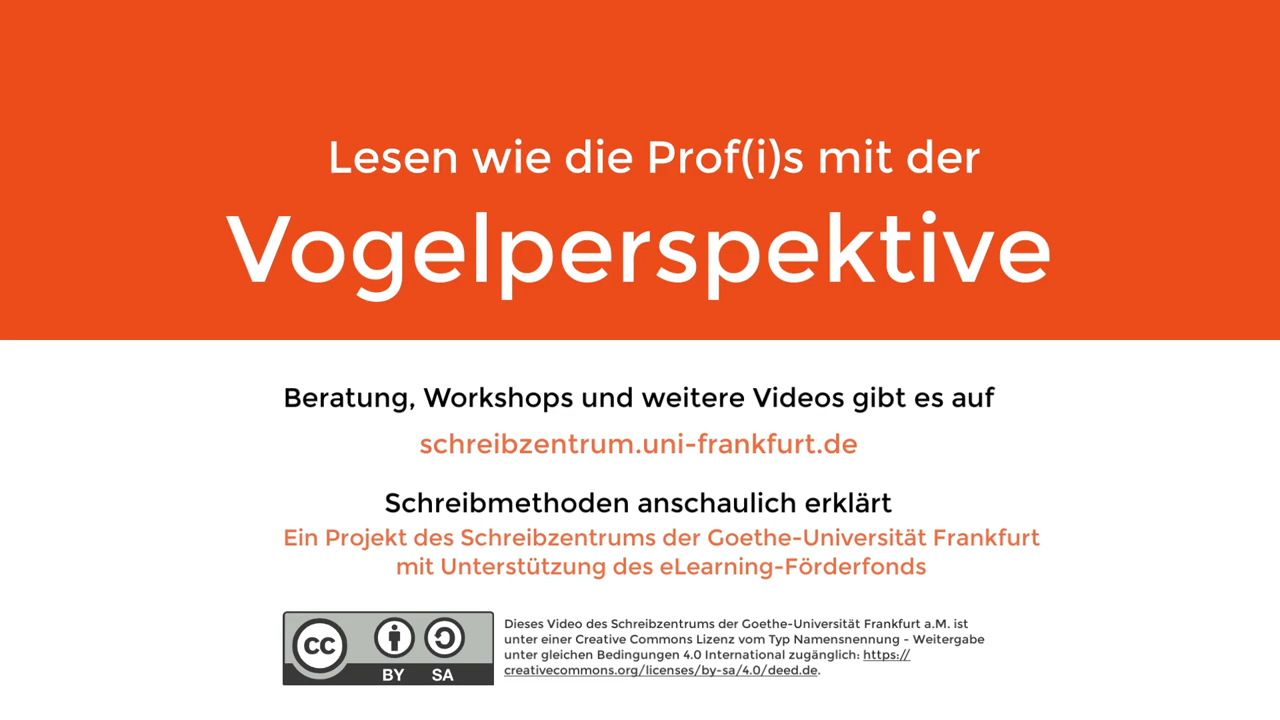 Lesen wie die Prof(i)s mit der
Vogelperspektive
Beratung, Workshops und weitere Videos gibt es auf
schreibzentrum.uni-frankfurt.de
Schreibmethoden anschaulich erklärt
Ein Projekt des Schreibzentrums der Goethe-Universität Frankfurt
mit Unterstützung des eLearning-Förderfonds
cc
BY SA
Dieses Video des Schreibzentrums der Goethe-Universität Frankfurt a.M. ist
unter einer Creative Commons Lizenz vom Typ Namensnennung - Weitergabe
unter gleichen Bedingungen 4.0 International zugänglich: https://
creativecommons.org/licenses/by-sa/4.0/deed.de.